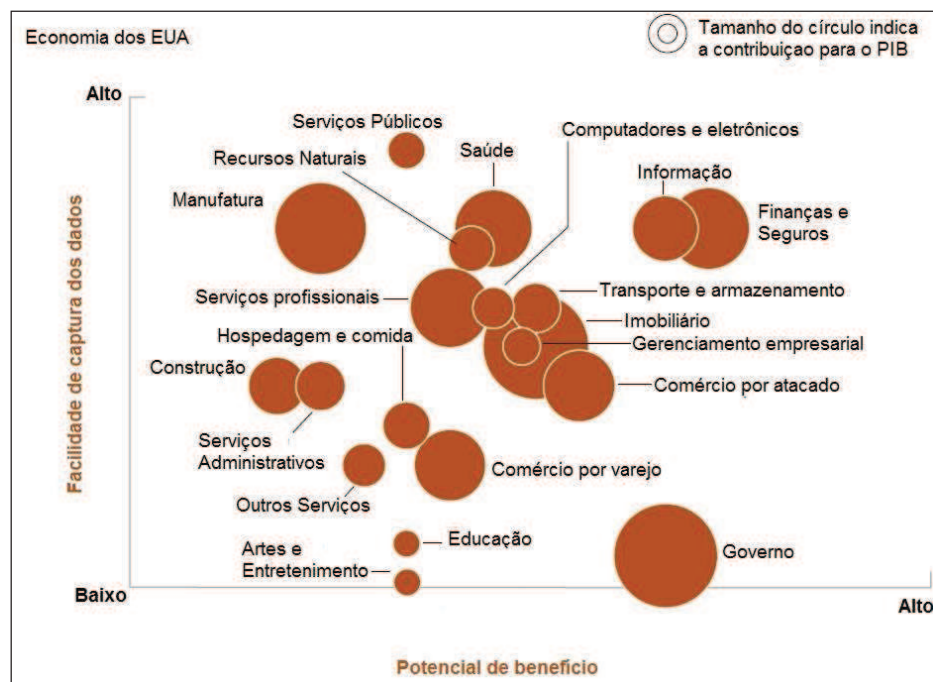 Economia dos EUA
Tamanho do círculo indica
a contribuiçao para o PIB
Alto
Serviços Públicos
Computadores e eletrônicos
Recursos Naturais
Saúde
Informação
Manufatura
Finanças e
Seguros
Serviços profissionais
Transporte e armazenamento
Imobiliário
Hospedagem e comida
Gerenciamento empresarial
Construção
Comércio por atacado
Serviços
Administrativos
Comércio por varejo
Outros Serviços
Educação
Artes e
Entretenimento
Governo
Baixo
Alto
Facilidade de captura dos dados
Potencial de benefício